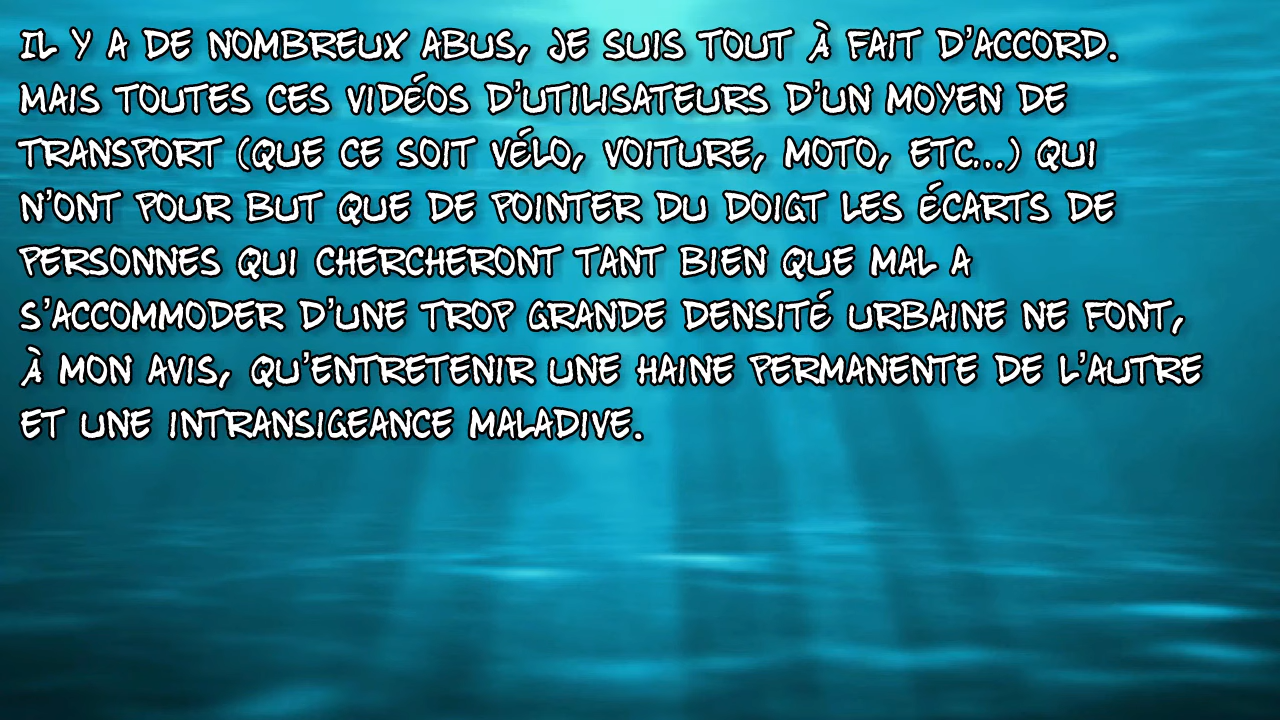 IL Y A DE NOMBREUX ABUS, JE SUIS TOUT À FAIT D'ACCORD.
MAIS TOUTES CES VIDÉOS D'UTILISATEURS D'UN MOYEN DE
TRANSPORT (QUE CE SOIT VÉLO, VOITURE, MOTO, ETC...) QUI
N'ONT POUR BUT QUE DE POINTER DU DOIGT LES ÉCARTS DE
PERSONNES QUI CHERCHERONT TANT BIEN QUE MAL A
S'ACCOMMODER D'UNE TROP GRANDE DENSITÉ URBAINE NE FONT,
À MON AVIS, QU'ENTRETENIR UNE HAINE PERMANENTE DE L'AUTRE
ET UNE INTRANSIGEANCE MALADIVE.